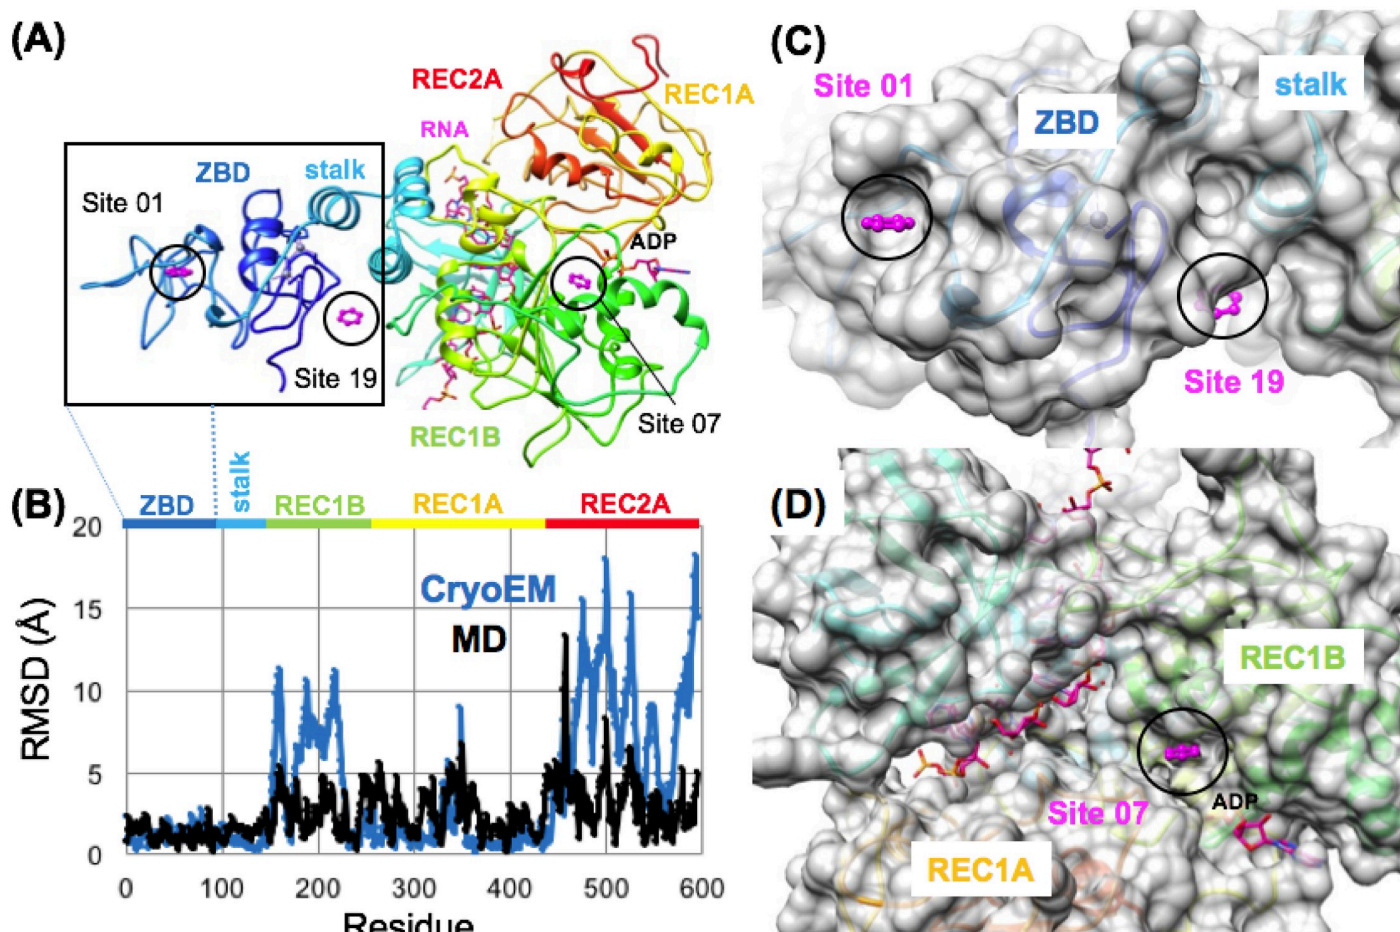 (A)
REC2A
REC1A
RNA
ZBD
stalk
Site 01
ADP
Site 19
Site 07
REC1B
(B)
ZBD
stalk
REC1B
REC1A
REC2A
20
15
10
5
0
RMSD (Å)
CryoEM
MD
0 100 200 300 400 500 600
Residue
(C)
Site 01
ZBD
stalk
Site 19
(D)
REC1B
Site 07
ADP
REC1A